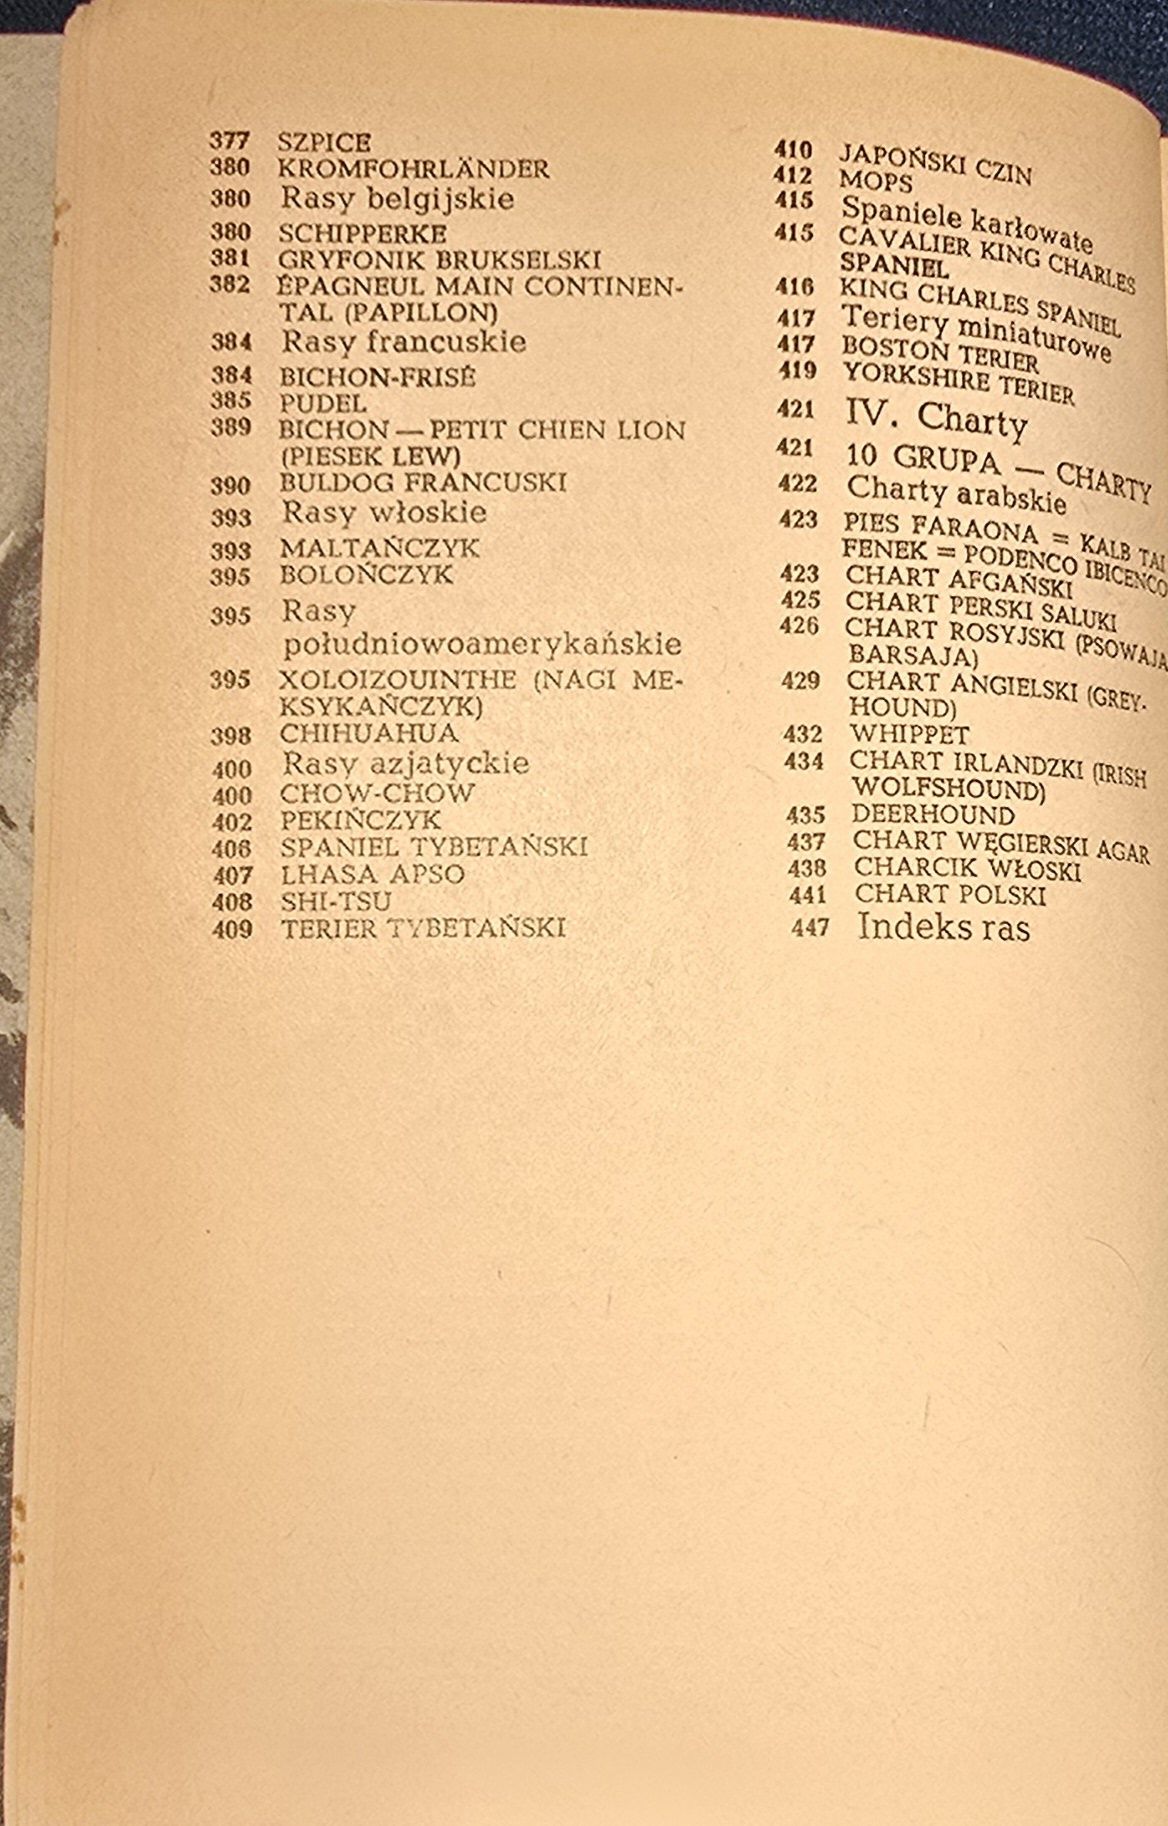 377 SZPICE
380 KROMFOHRLÄNDER
380 Rasy belgijskie
380 SCHIPPERKE
381 GRYFONIK BRUKSELSKI
382 ÉPAGNEUL MAIN CONTINEN-
TAL (PAPILLON)
384 Rasy francuskie
384 BICHON-FRISÉ
385 PUDEL
389 BICHON — PETIT CHIEN LION
(PIESEK LEW)
390 BULDOG FRANCUSKI
393 Rasy włoskie
393 MALTAŃCZYK
395 BOLOŃCZYK
395 Rasy
południowoamerykańskie
395 XOLOIZOUINTHE (NAGI ME-
KSYKAŃCZYK)
398 CHIHUAHUA
400 Rasy azjatyckie
400 CHOW-CHOW
402 PEKIŃCZYK
406 SPANIEL TYBETAŃSKI
407 LHASA APSO
408 SHI-TSU
409 TERIER TYBETAŃSKI
410 JAPOŃSKI CZIN
412 MOPS
415 Spaniele karłowate
415 CAVALIER KING CHARLES
SPANIEL
416 KING CHARLES SPANIEL
417 Teriery miniaturowe
417 BOSTON TERIER
419 YORKSHIRE TERIER
421 IV. Charty
421 10 GRUPA — CHARTY
422 Charty arabskie
423 PIES FARAONA = KALB TAL
FENEK = PODENCO IBICENCO
423 CHART AFGAŃSKI
425 CHART PERSKI SALUKI
426 CHART ROSYJSKI (PSOWAJA
BARSAJA)
429 CHART ANGIELSKI (GREY-
HOUND)
432 WHIPPET
434 CHART IRLANDZKI (IRISH
WOLFSHOUND)
435 DEERHOUND
437 CHART WĘGIERSKI AGAR
438 CHARCIK WŁOSKI
441 CHART POLSKI
447 Indeks ras